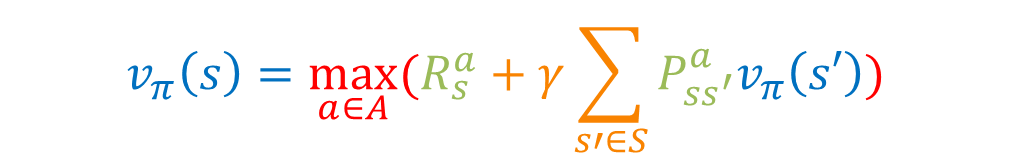 v_π(s) = max_{a∈A}(R_s^a + γ ∑_{s′∈S} P_{ss′}^a v_π(s′))